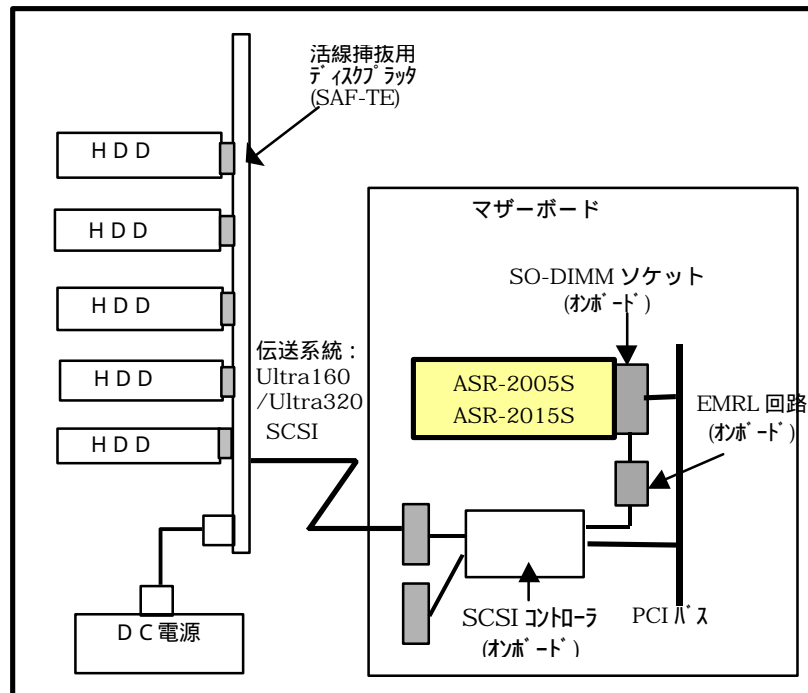 活線挿抜用
ディスクプラッタ
(SAF-TE)
ＨＤＤ
ＨＤＤ
ＨＤＤ
ＨＤＤ
ＨＤＤ
伝送系統：
Ultra160
/Ultra320
SCSI
ＤＣ電源
マザーボード
SO-DIMM ソケット
(オンボード)
ASR-2005S
ASR-2015S
EMRL 回路
(オンボード)
SCSI コントローラ
(オンボード)
PCI バス